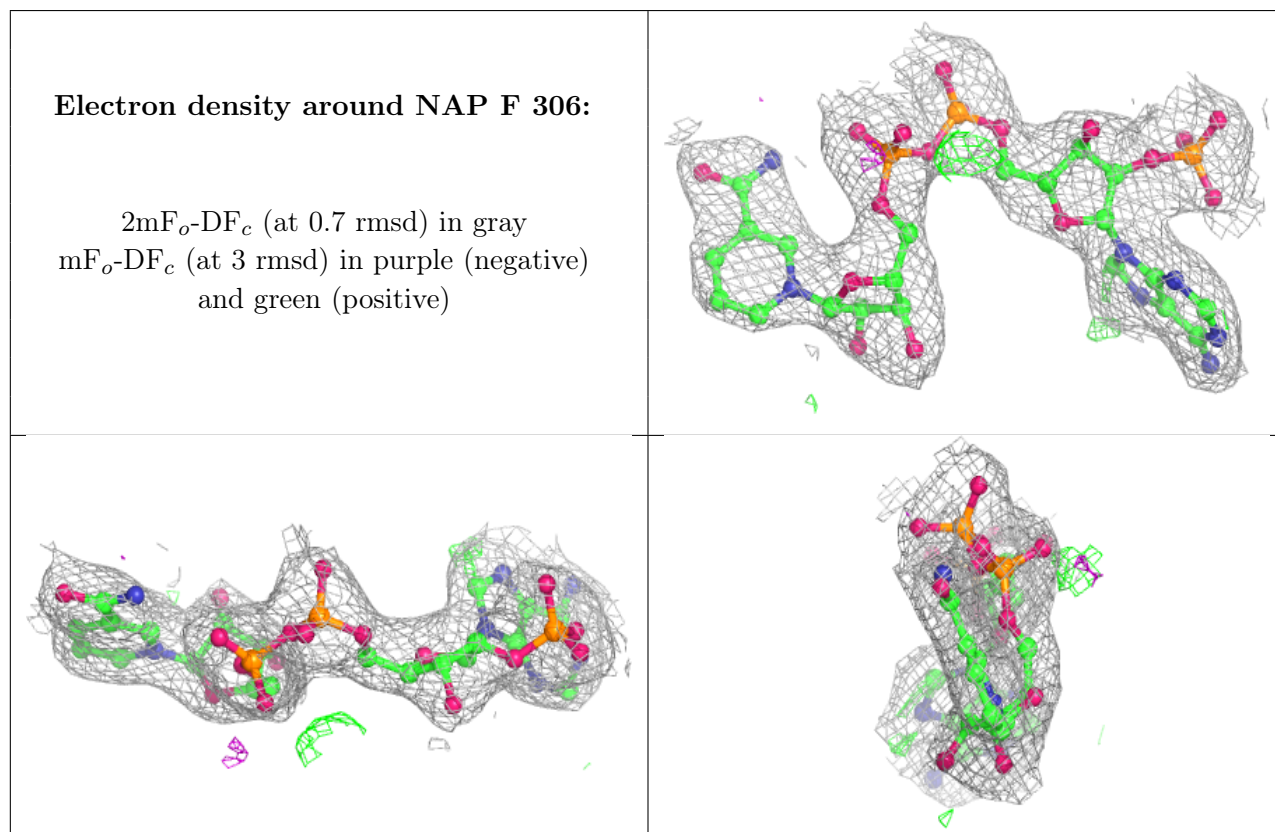 Electron density around NAP F 306:
2mFo-DFc (at 0.7 rmsd) in gray
mFo-DFc (at 3 rmsd) in purple (negative)
and green (positive)